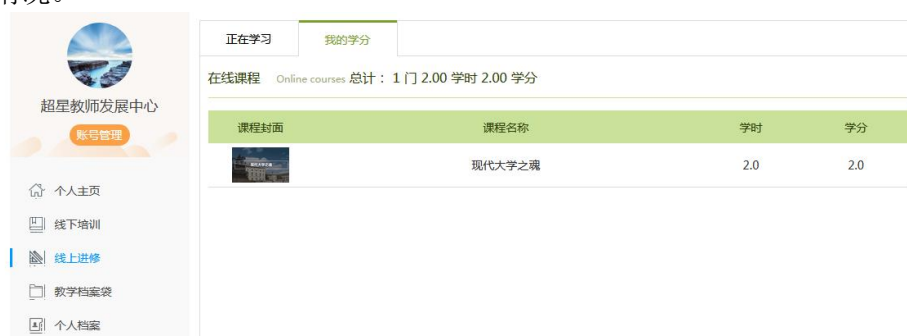 超星教师发展中心
账号管理
个人主页
线下培训
线上进修
教学档案袋
个人档案
正在学习 我的学分
在线课程 Online courses 总计： 1 门 2.00 学时 2.00 学分
课程封面 课程名称 学时 学分
现代大学之魂 2.0 2.0